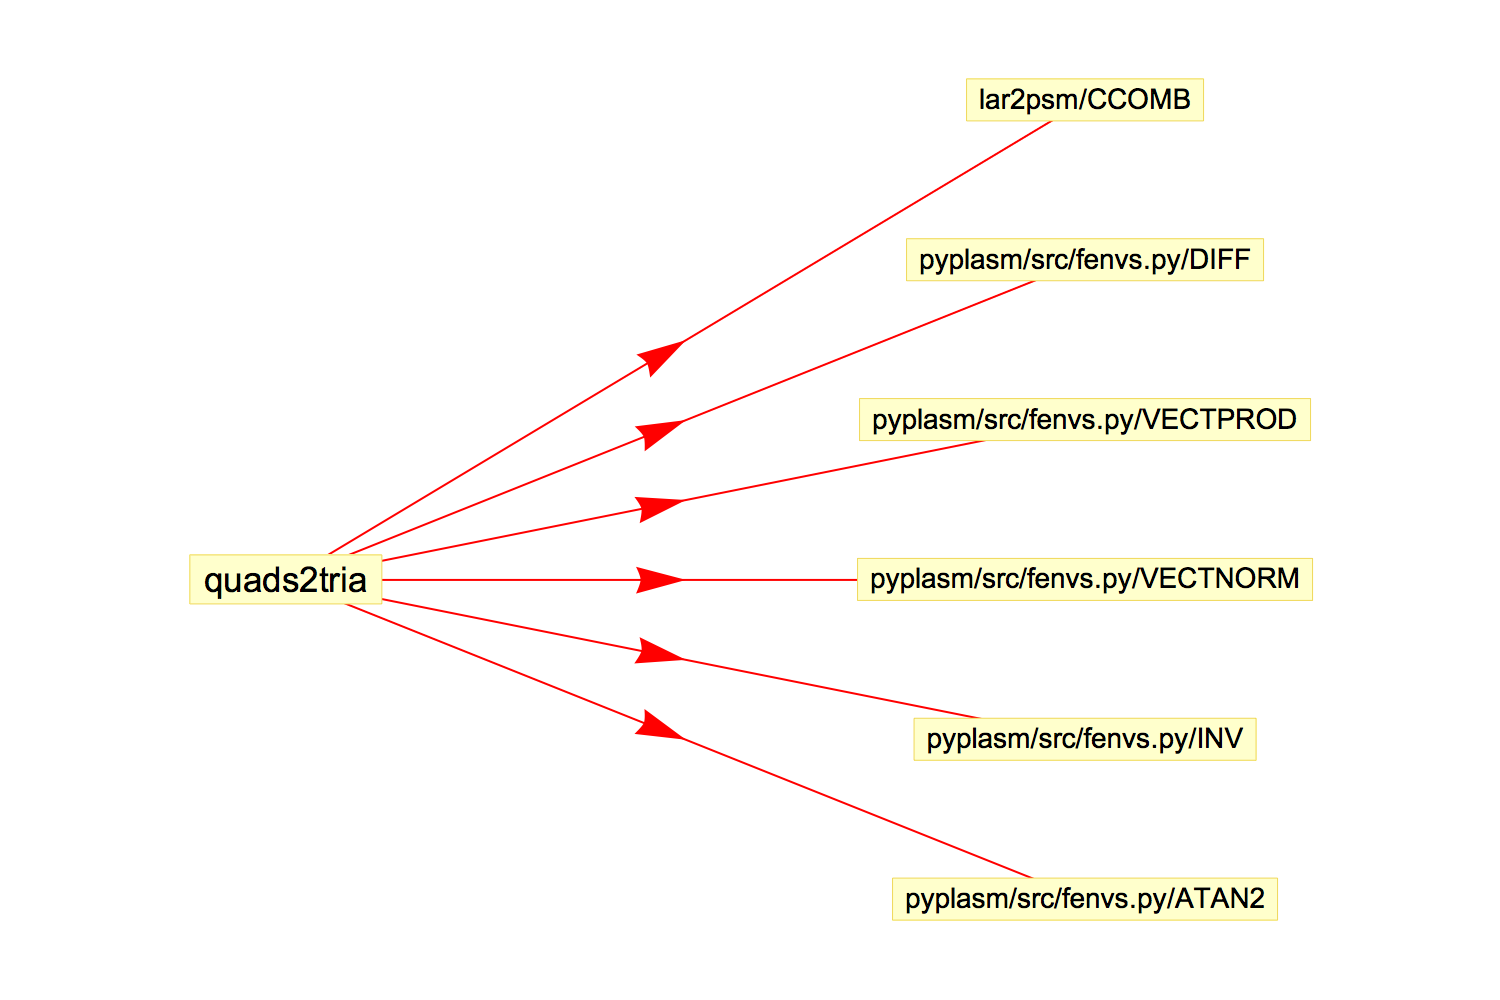 lar2psm/CCOMB
pyplasm/src/fenvs.py/DIFF
pyplasm/src/fenvs.py/VECTPROD
quads2tria
pyplasm/src/fenvs.py/VECTNORM
pyplasm/src/fenvs.py/INV
pyplasm/src/fenvs.py/ATAN2